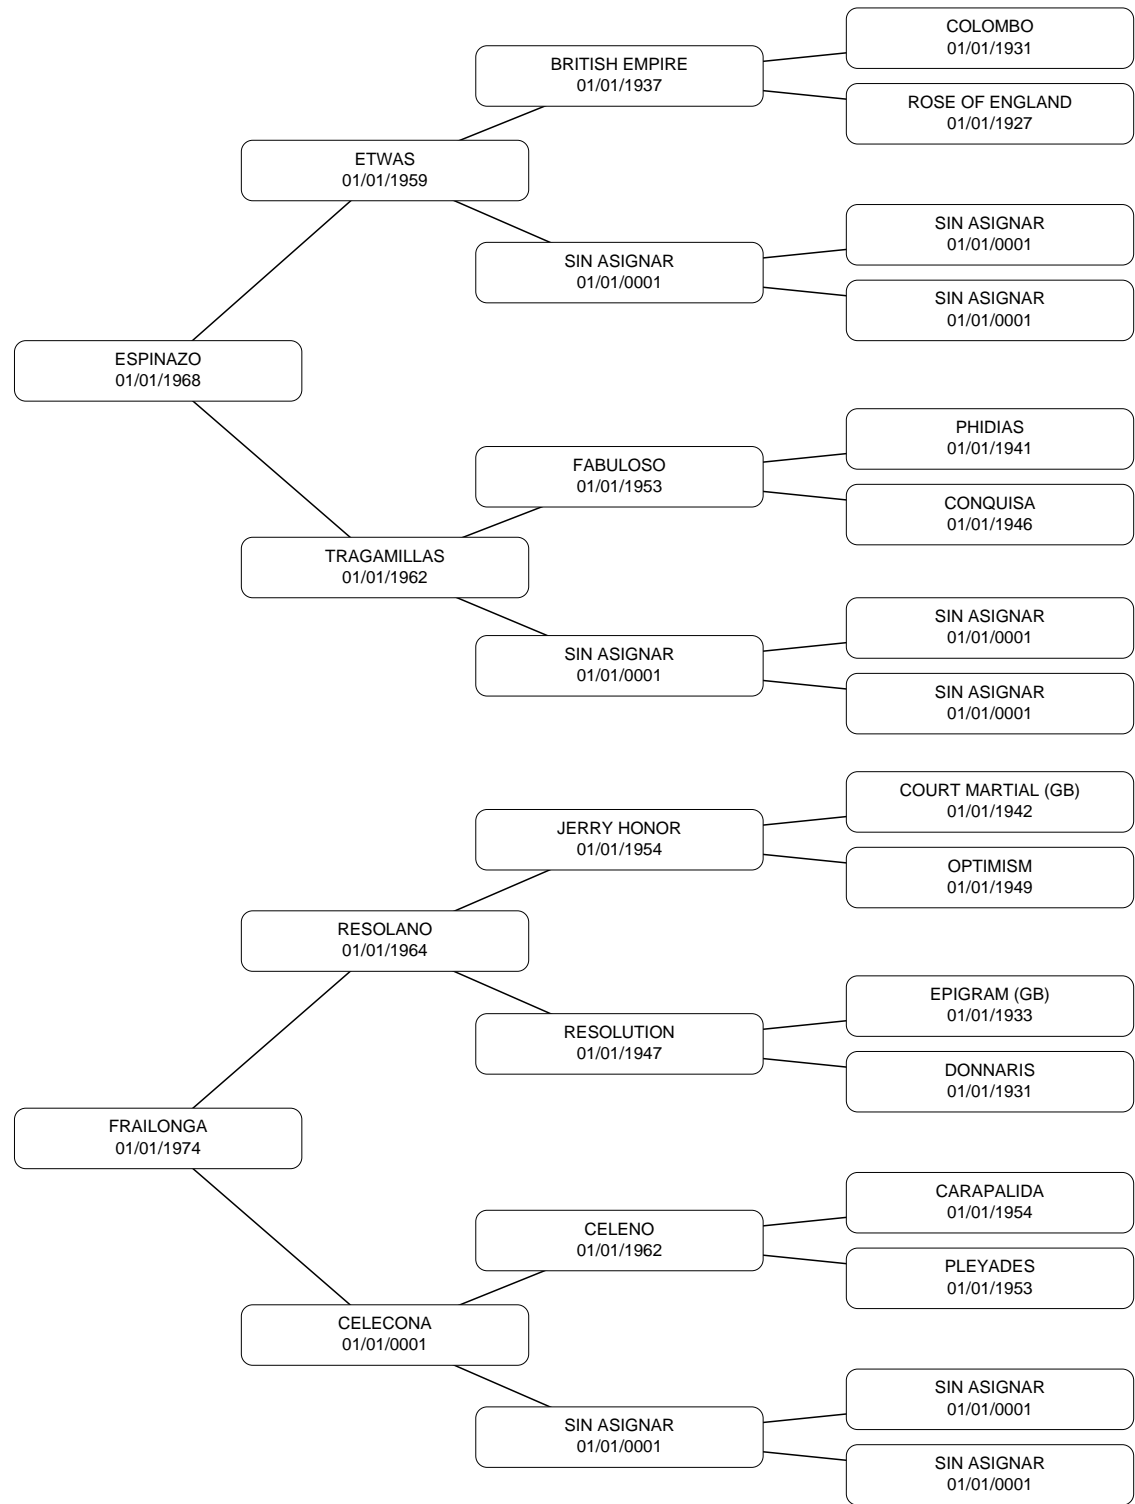 COLOMBO
01/01/1931
BRITISH EMPIRE
01/01/1937
ROSE OF ENGLAND
01/01/1927
ETWAS
01/01/1959
SIN ASIGNAR
01/01/0001
SIN ASIGNAR
01/01/0001
SIN ASIGNAR
01/01/0001
ESPINAZO
01/01/1968
PHIDIAS
01/01/1941
FABULOSO
01/01/1953
CONQUISA
01/01/1946
TRAGAMILLAS
01/01/1962
SIN ASIGNAR
01/01/0001
SIN ASIGNAR
01/01/0001
SIN ASIGNAR
01/01/0001
COURT MARTIAL (GB)
01/01/1942
JERRY HONOR
01/01/1954
OPTIMISM
01/01/1949
RESOLANO
01/01/1964
EPIGRAM (GB)
01/01/1933
RESOLUTION
01/01/1947
DONNARIS
01/01/1931
FRAILONGA
01/01/1974
CARAPALIDA
01/01/1954
CELENO
01/01/1962
PLEYADES
01/01/1953
CELECONA
01/01/0001
SIN ASIGNAR
01/01/0001
SIN ASIGNAR
01/01/0001
SIN ASIGNAR
01/01/0001